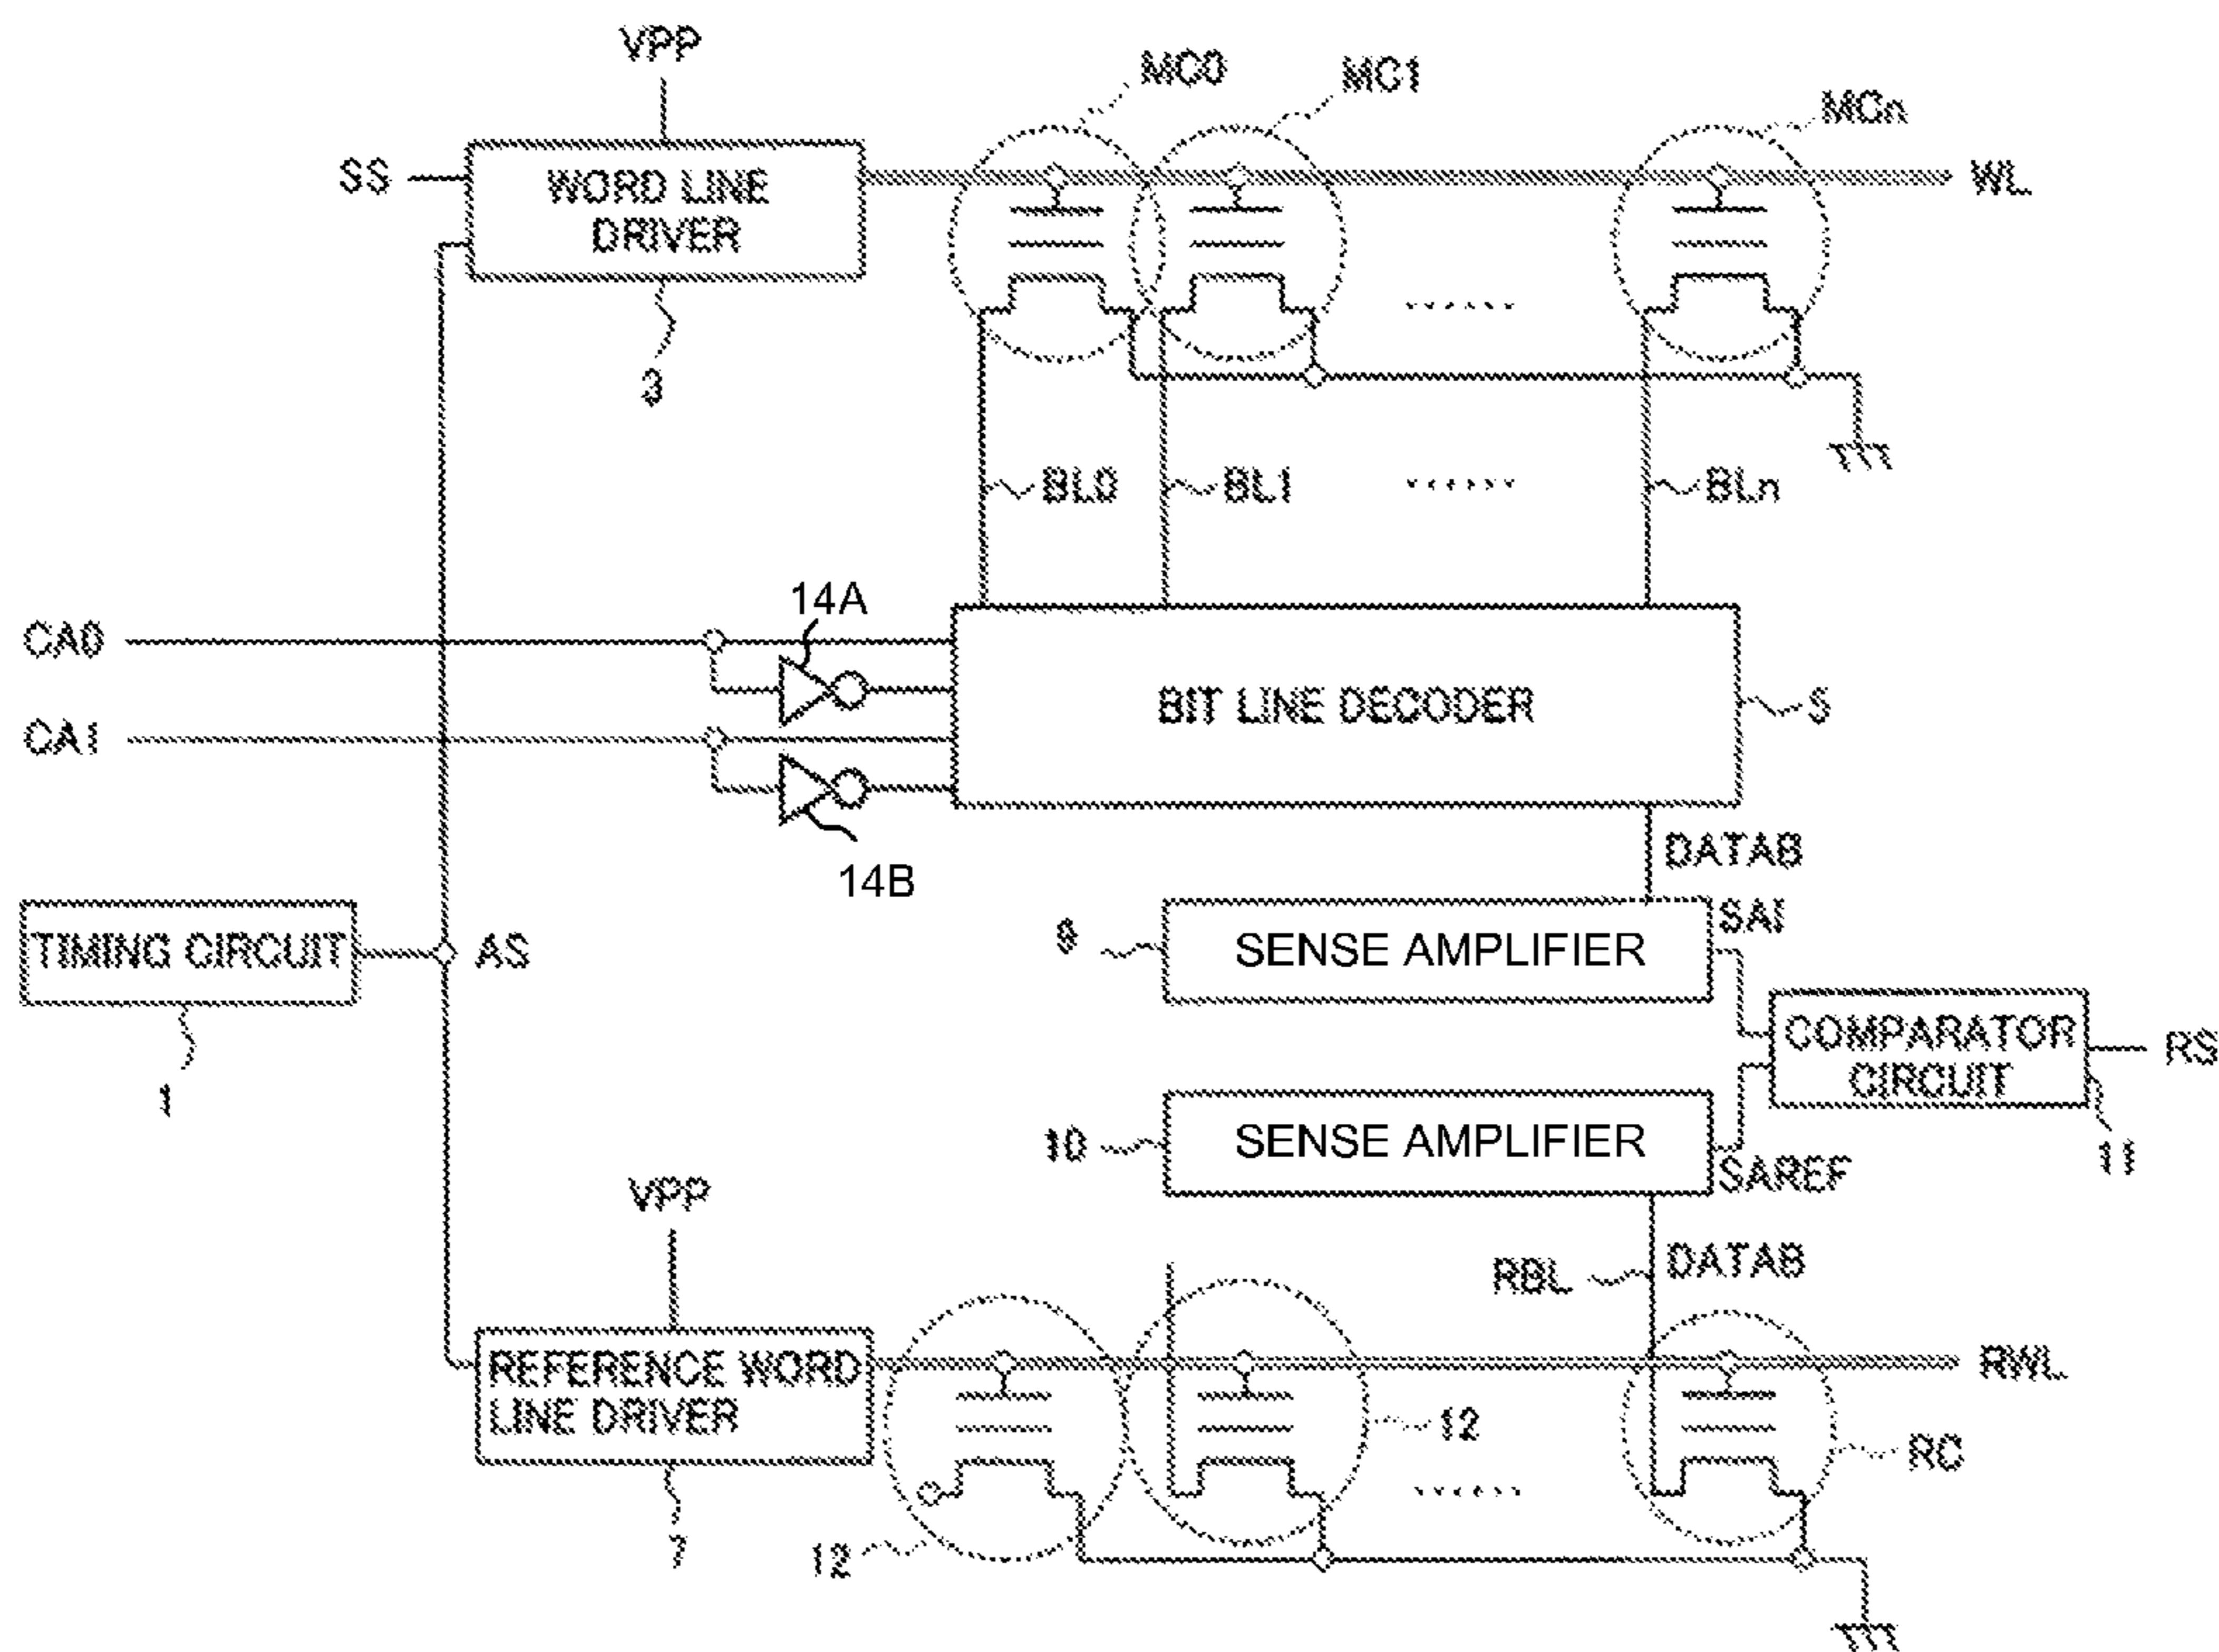 VPP
MC0
MC1
MCn
SS
WORD LINE
DRIVER
WL
3
BL0
BL1
BLn
14A
CA0
BIT LINE DECODER
5
CA1
14B
DATAB
SAI
TIMING CIRCUIT
AS
9
SENSE AMPLIFIER
COMPARATOR
CIRCUIT
RS
1
10
SENSE AMPLIFIER
SAREF
11
VPP
RBL
DATAB
REFERENCE WORD
LINE DRIVER
RWL
12
RC
7
12